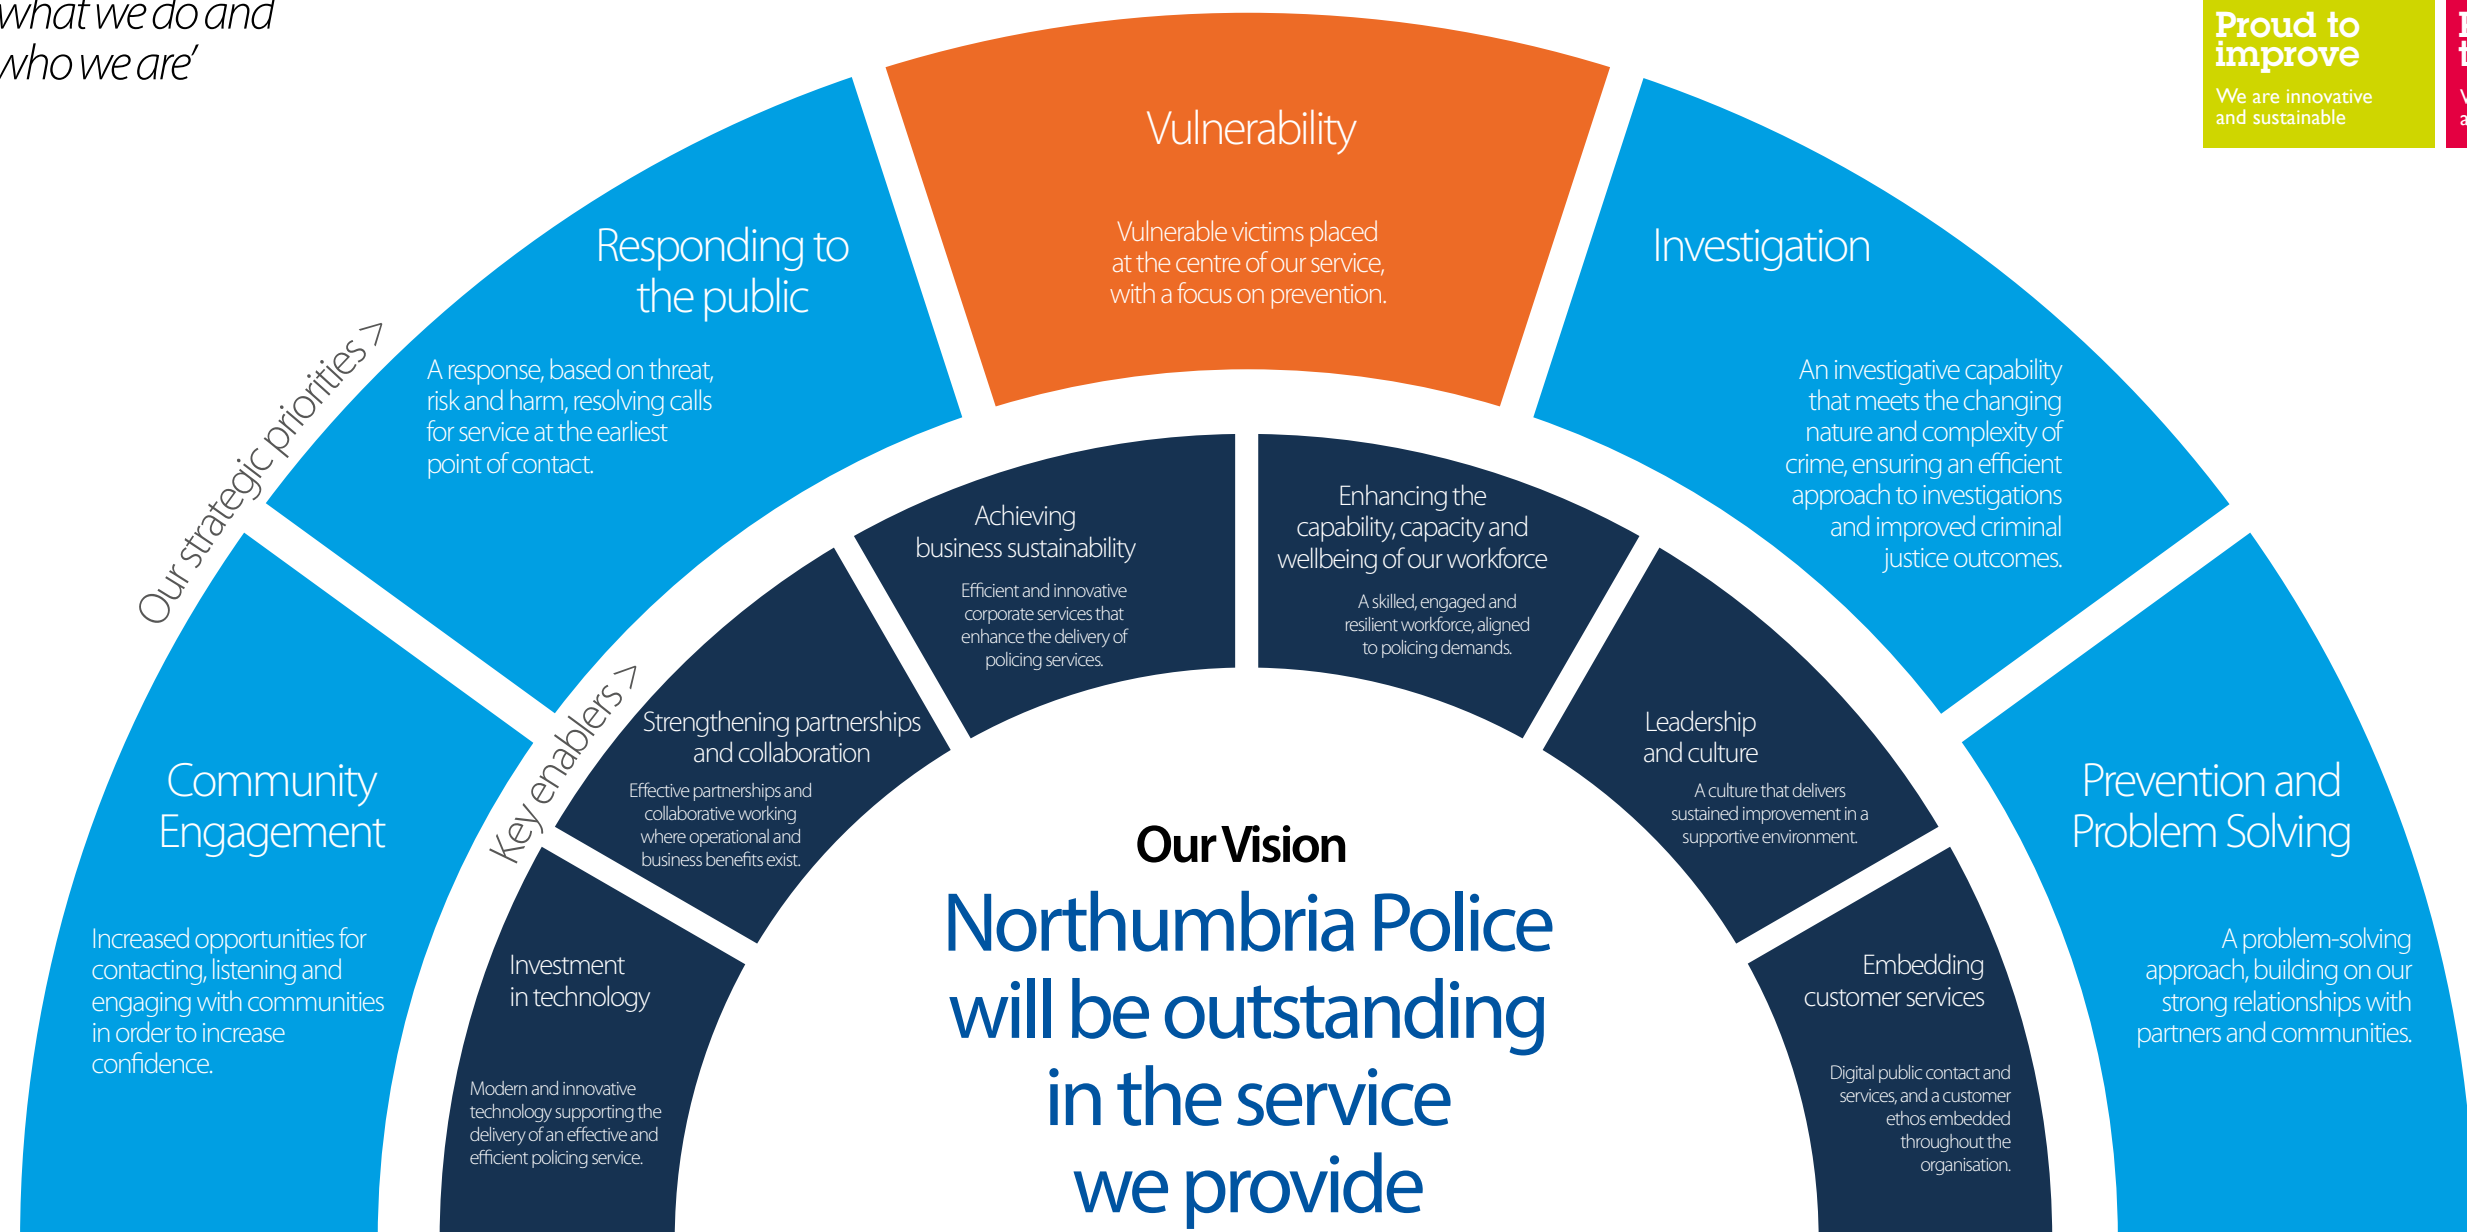 what we do and
who we are’
Proud to
improve
We are innovative
and sustainable
Our strategic priorities >
Community
Engagement
Increased opportunities for
contacting, listening and
engaging with communities
in order to increase
confidence.
Responding to
the public
A response, based on threat,
risk and harm, resolving calls
for service at the earliest
point of contact.
Vulnerability
Vulnerable victims placed
at the centre of our service,
with a focus on prevention.
Investigation
An investigative capability
that meets the changing
nature and complexity of
crime, ensuring an efficient
approach to investigations
and improved criminal
justice outcomes.
Prevention and
Problem Solving
A problem-solving
approach, building on our
strong relationships with
partners and communities.
Key enablers >
Investment
in technology
Modern and innovative
technology supporting the
delivery of an effective and
efficient policing service.
Strengthening partnerships
and collaboration
Effective partnerships and
collaborative working
where operational and
business benefits exist.
Achieving
business sustainability
Efficient and innovative
corporate services that
enhance the delivery of
policing services.
Enhancing the
capability, capacity and
wellbeing of our workforce
A skilled, engaged and
resilient workforce, aligned
to policing demands.
Leadership
and culture
A culture that delivers
sustained improvement in a
supportive environment.
Embedding
customer services
Digital public contact and
services, and a customer
ethos embedded
throughout the
organisation.
Our Vision
Northumbria Police
will be outstanding
in the service
we provide